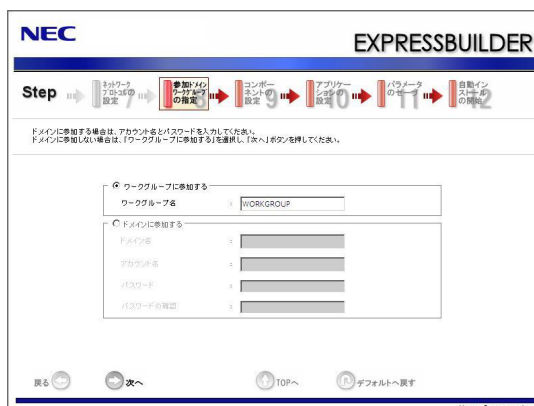 NEC
EXPRESSBUILDER
Step
ネットワーク
プロトコルの
設定 7
参加ドメイン
ワークグループ
の指定 8
コンポー
ネントの
設定 9
アプリケー
ションの
設定 10
パラメータ
のセーブ 11
自動イン
ストール
の開始 12
ドメインに参加する場合は、アカウント名とパスワードを入力してください。
ドメインに参加しない場合は、「ワークグループに参加する」を選択し、「次へ」ボタンを押してください。
ワークグループに参加する
ワークグループ名 : WORKGROUP
ドメインに参加する
ドメイン名 :
アカウント名 :
パスワード :
パスワードの確認 :
戻る 次へ TOPへ デフォルトへ戻す